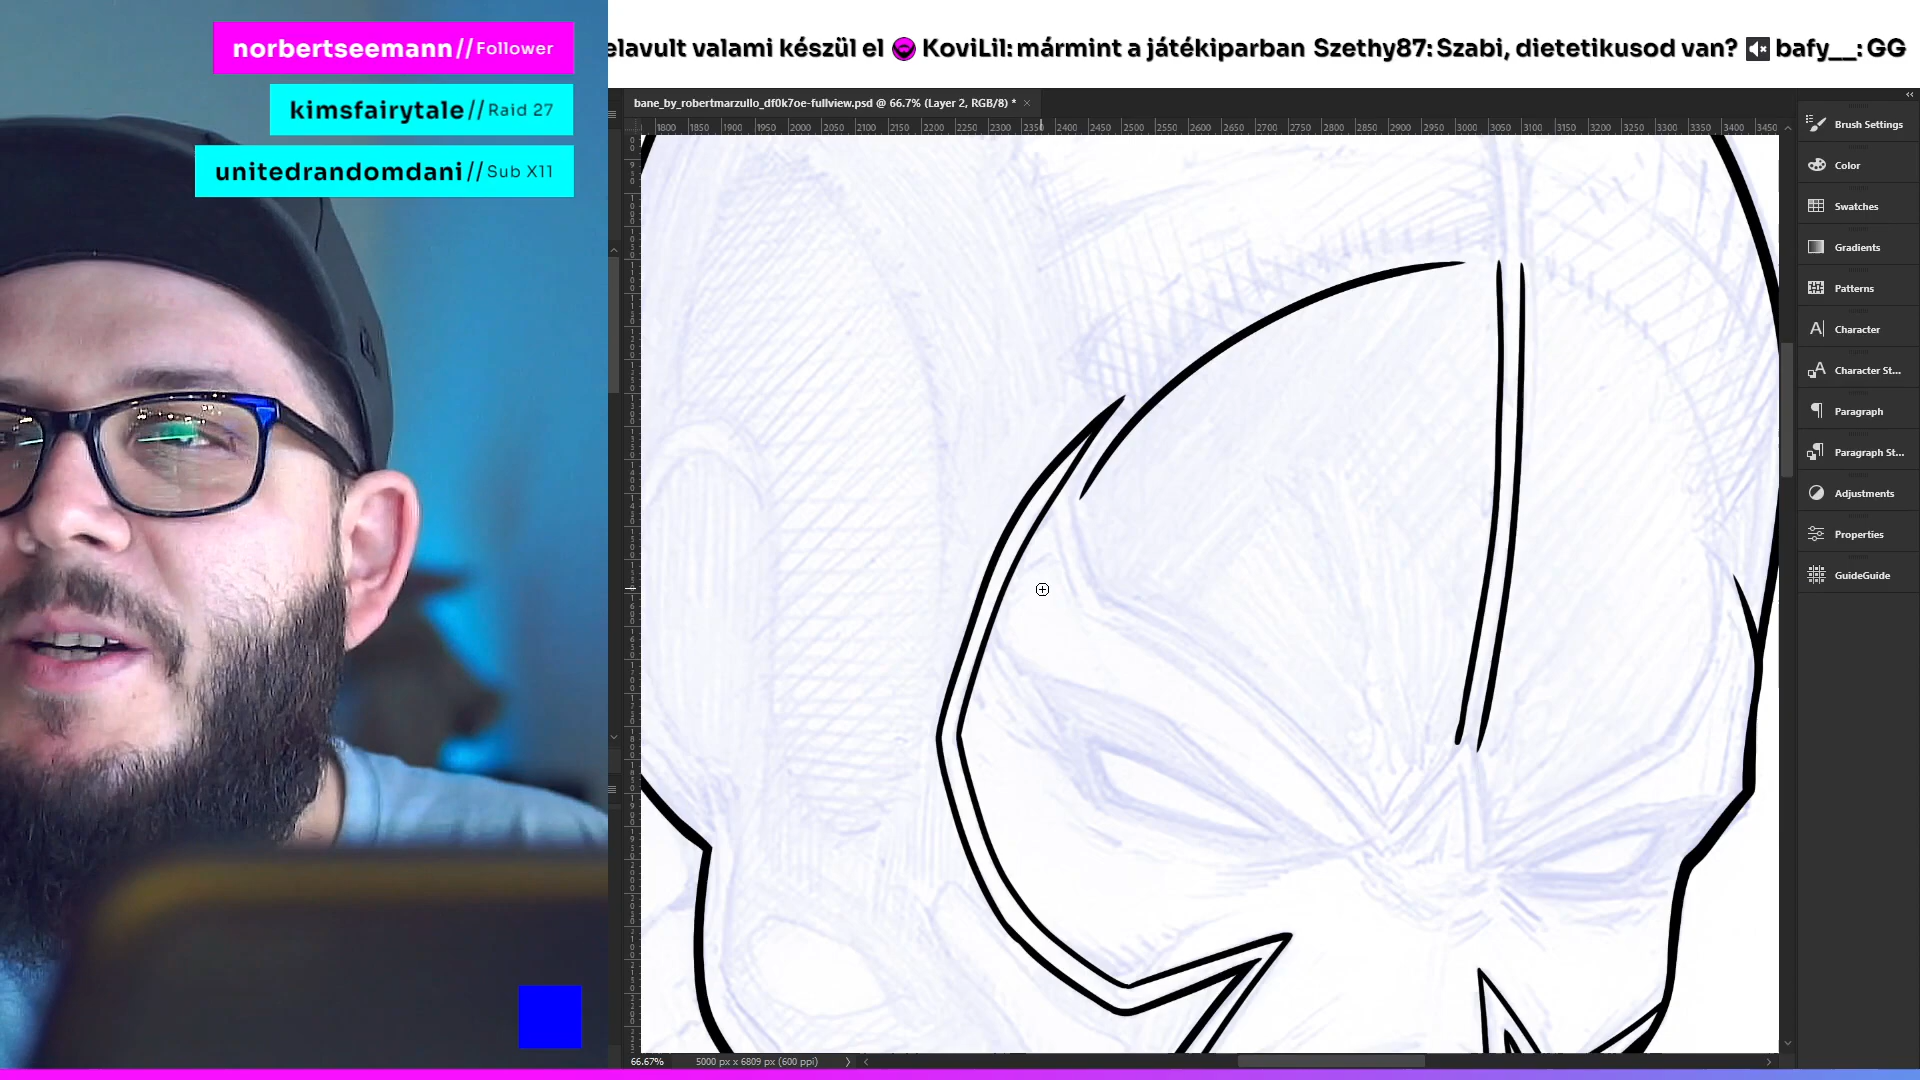 norbertseemann//Follower
kimsfairytale//Raid 27
unitedrandomdani//Sub X11
elavult valami készül el KoviLil: mármint a játékiparban Szethy87: Szabi, dietetikusod van? bafy__: GG
bane_by_robertmarzullo_df0k7oe-fullview.psd @ 66.7% (Layer 2, RGB/8) * ×
1800 1850 1900 1950 2000 2050 2100 2150 2200 2250 2300 2350 2400 2450 2500 2550 2600 2650 2700 2750 2800 2850 2900 2950 3000 3050 3100 3150 3200 3250 3300 3350 3400 3450
Brush Settings
Color
Swatches
Gradients
Patterns
Character
Character St...
Paragraph
Paragraph St...
Adjustments
Properties
GuideGuide
66.67% 5000 px x 6809 px (600 ppi)